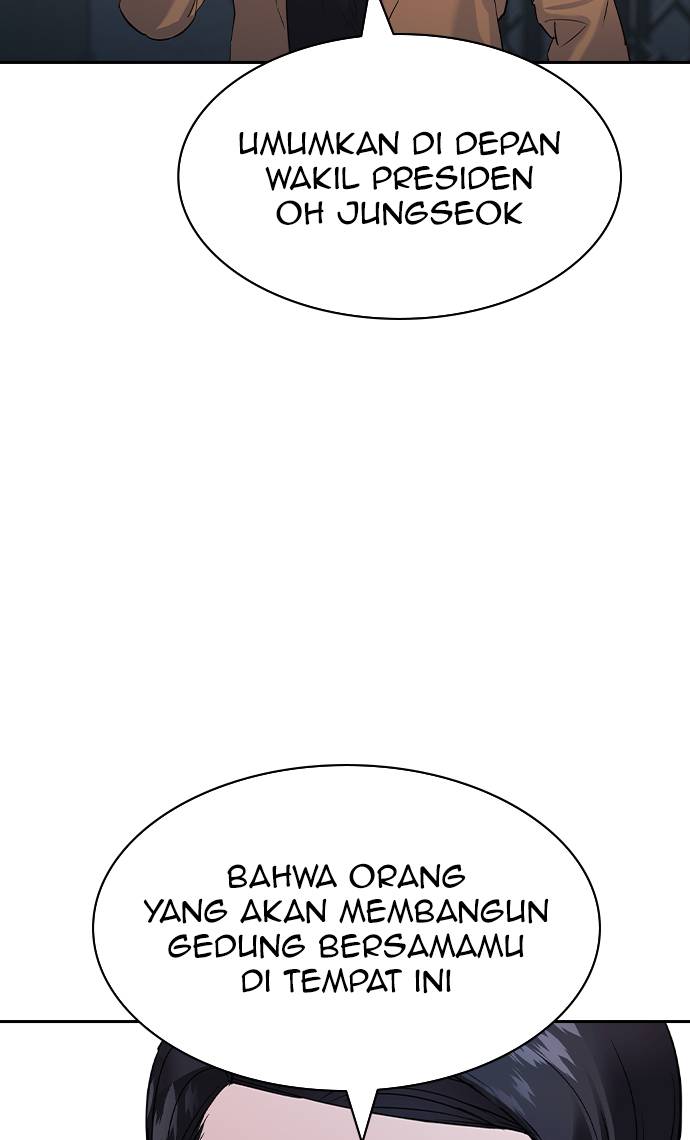 UMUMKAN DI DEPAN
WAKIL PRESIDEN
OH JUNGSEOK
BAHWA ORANG
YANG AKAN MEMBANGUN
GEDUNG BERSAMAMU
DI TEMPAT INI